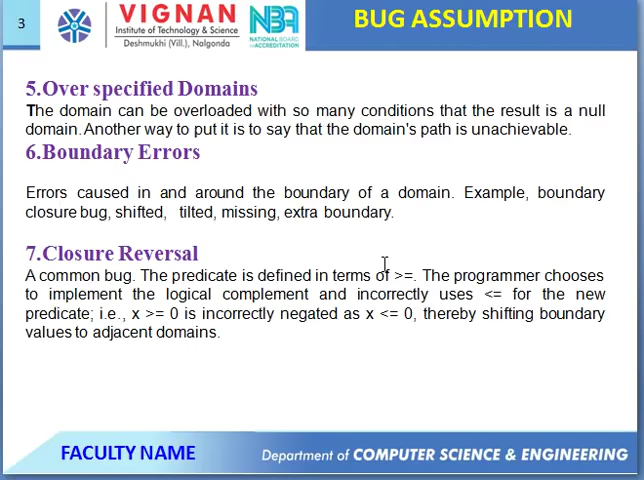 3
VIGNAN
Institute of Technology & Science
Deshmukhi (Vill.), Nalgonda
NBA
NATIONAL BOARD
of ACCREDITATION
BUG ASSUMPTION
5.Over specified Domains
The domain can be overloaded with so many conditions that the result is a null
domain. Another way to put it is to say that the domain's path is unachievable.
6.Boundary Errors
Errors caused in and around the boundary of a domain. Example, boundary
closure bug, shifted, tilted, missing, extra boundary.
7.Closure Reversal
A common bug. The predicate is defined in terms of >=. The programmer chooses
to implement the logical complement and incorrectly uses <= for the new
predicate; i.e., x >= 0 is incorrectly negated as x <= 0, thereby shifting boundary
values to adjacent domains.
FACULTY NAME
Department of COMPUTER SCIENCE & ENGINEERING